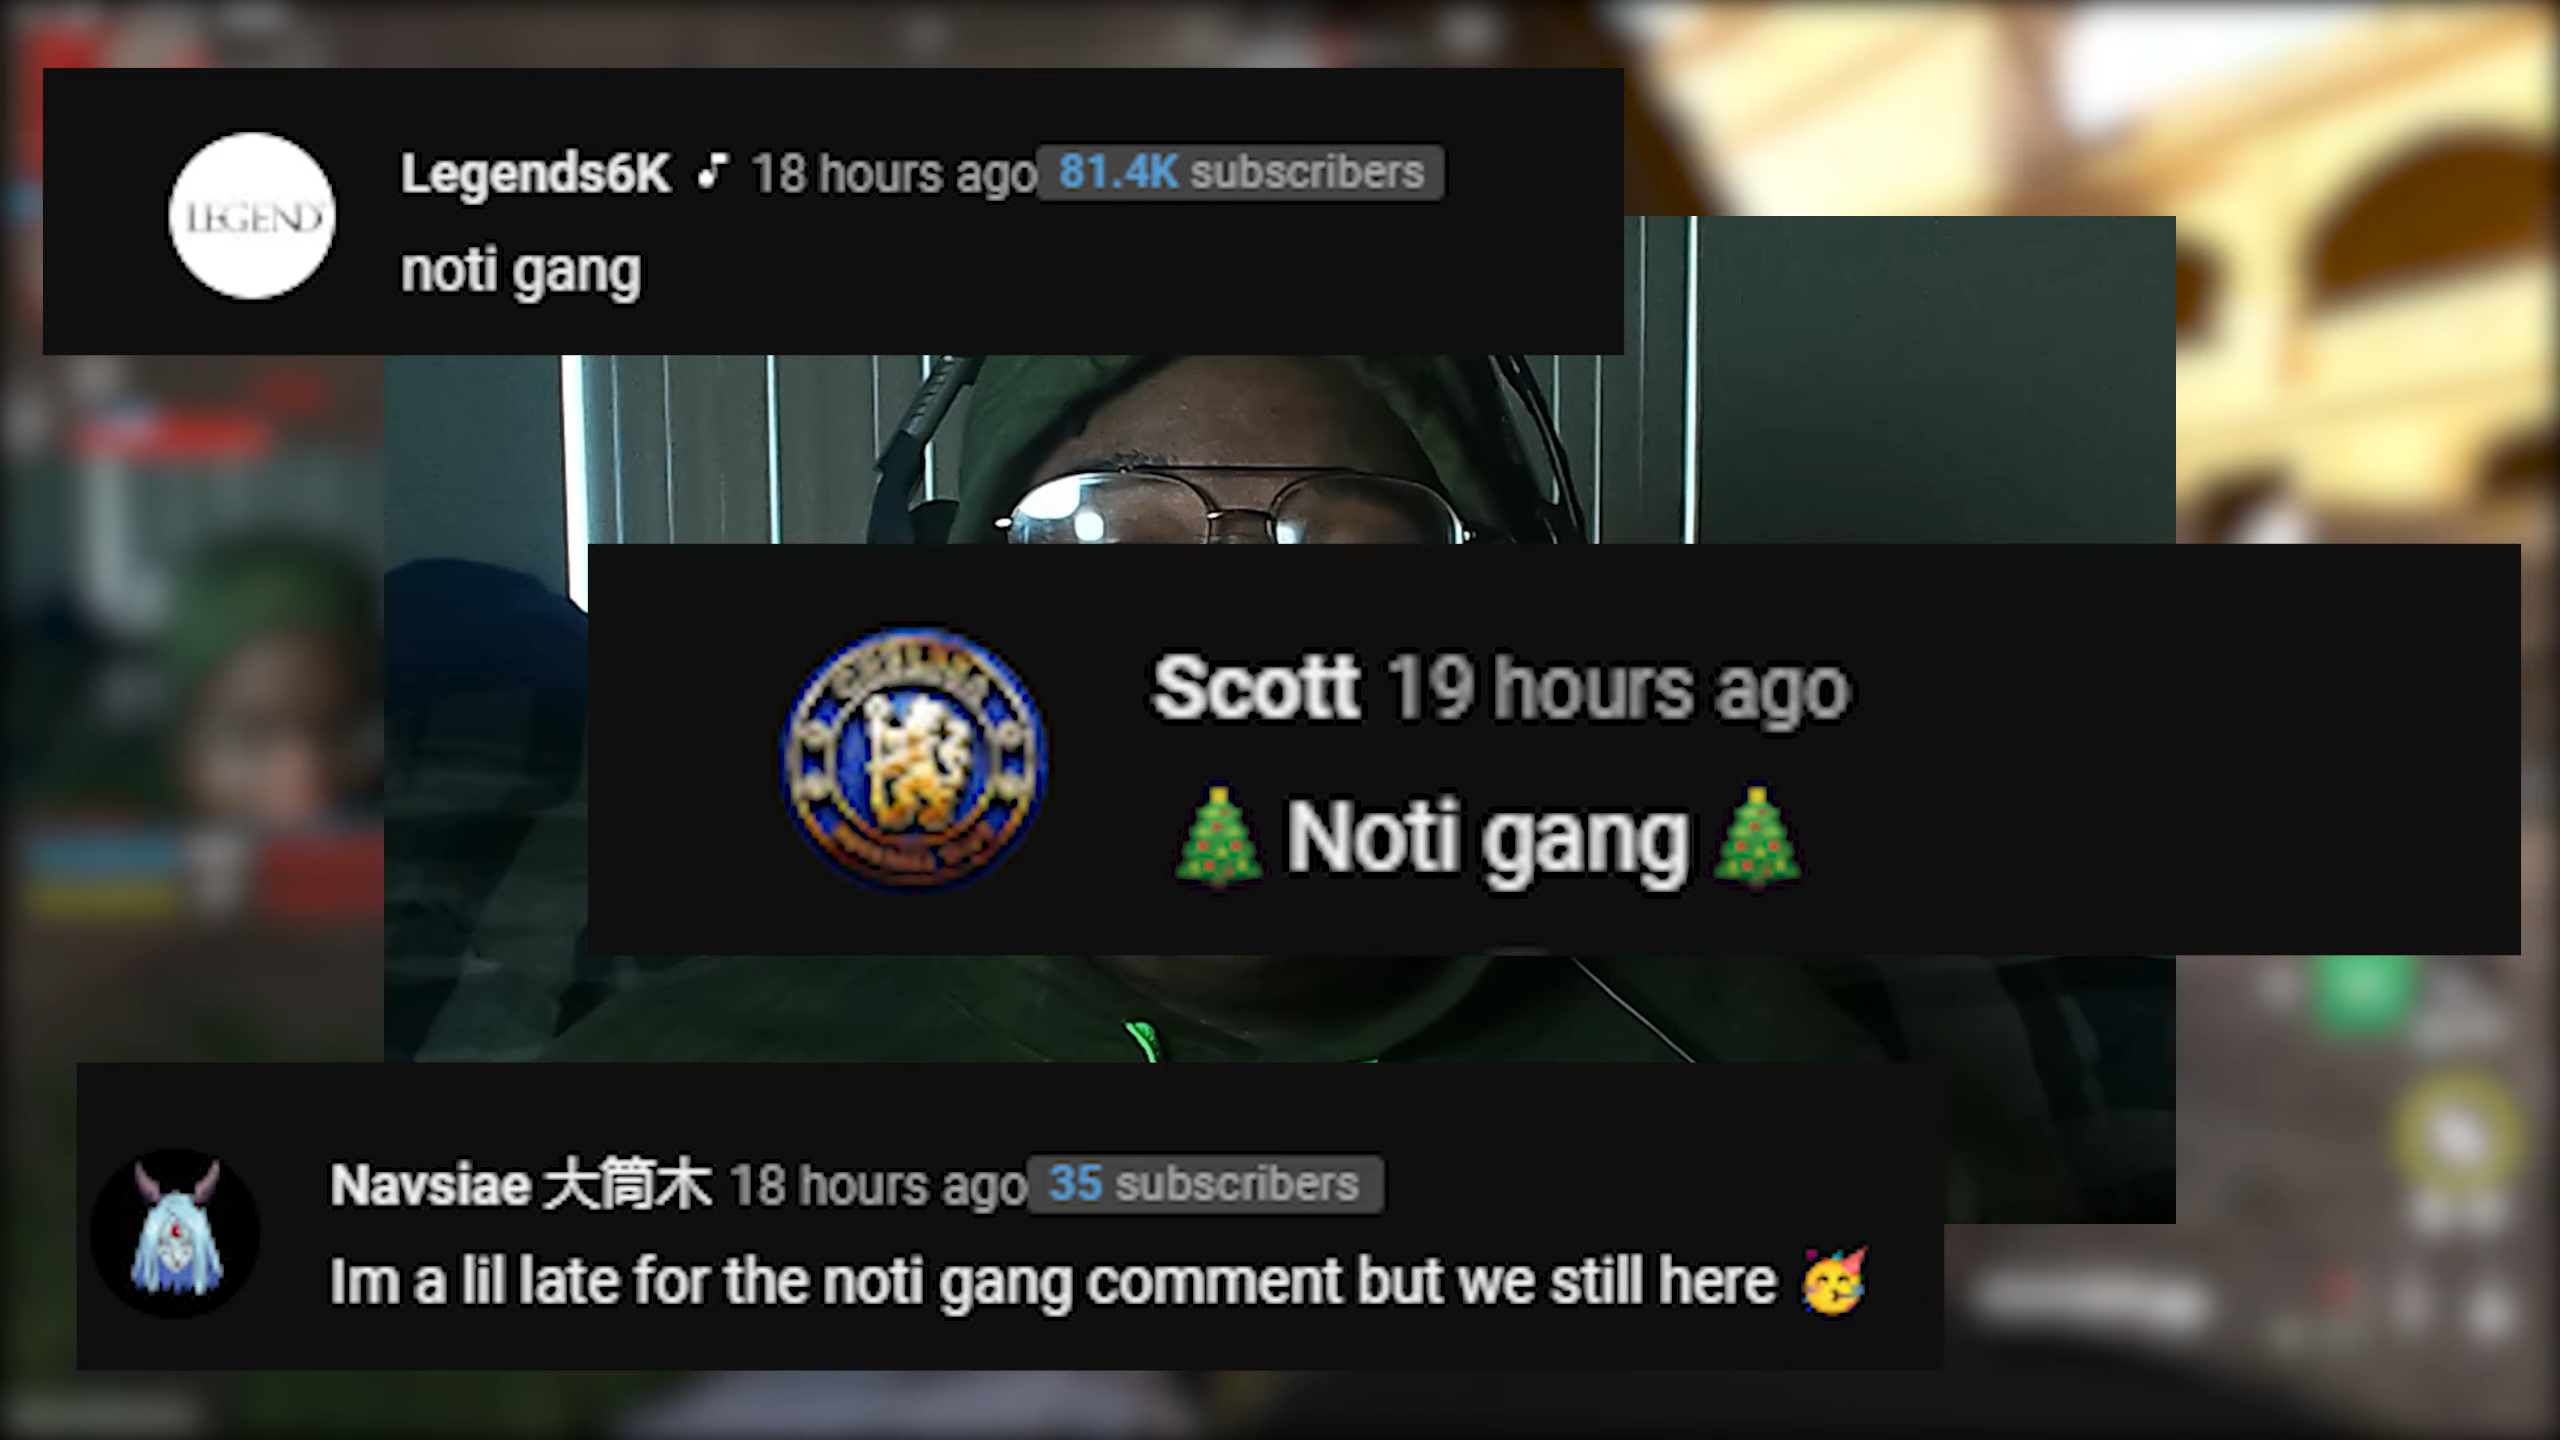 LEGEND
Legends6K 18 hours ago 81.4K subscribers
noti gang
Scott 19 hours ago
🎄 Noti gang 🎄
Navsiae 大筒木 18 hours ago 35 subscribers
Im a lil late for the noti gang comment but we still here 🥳